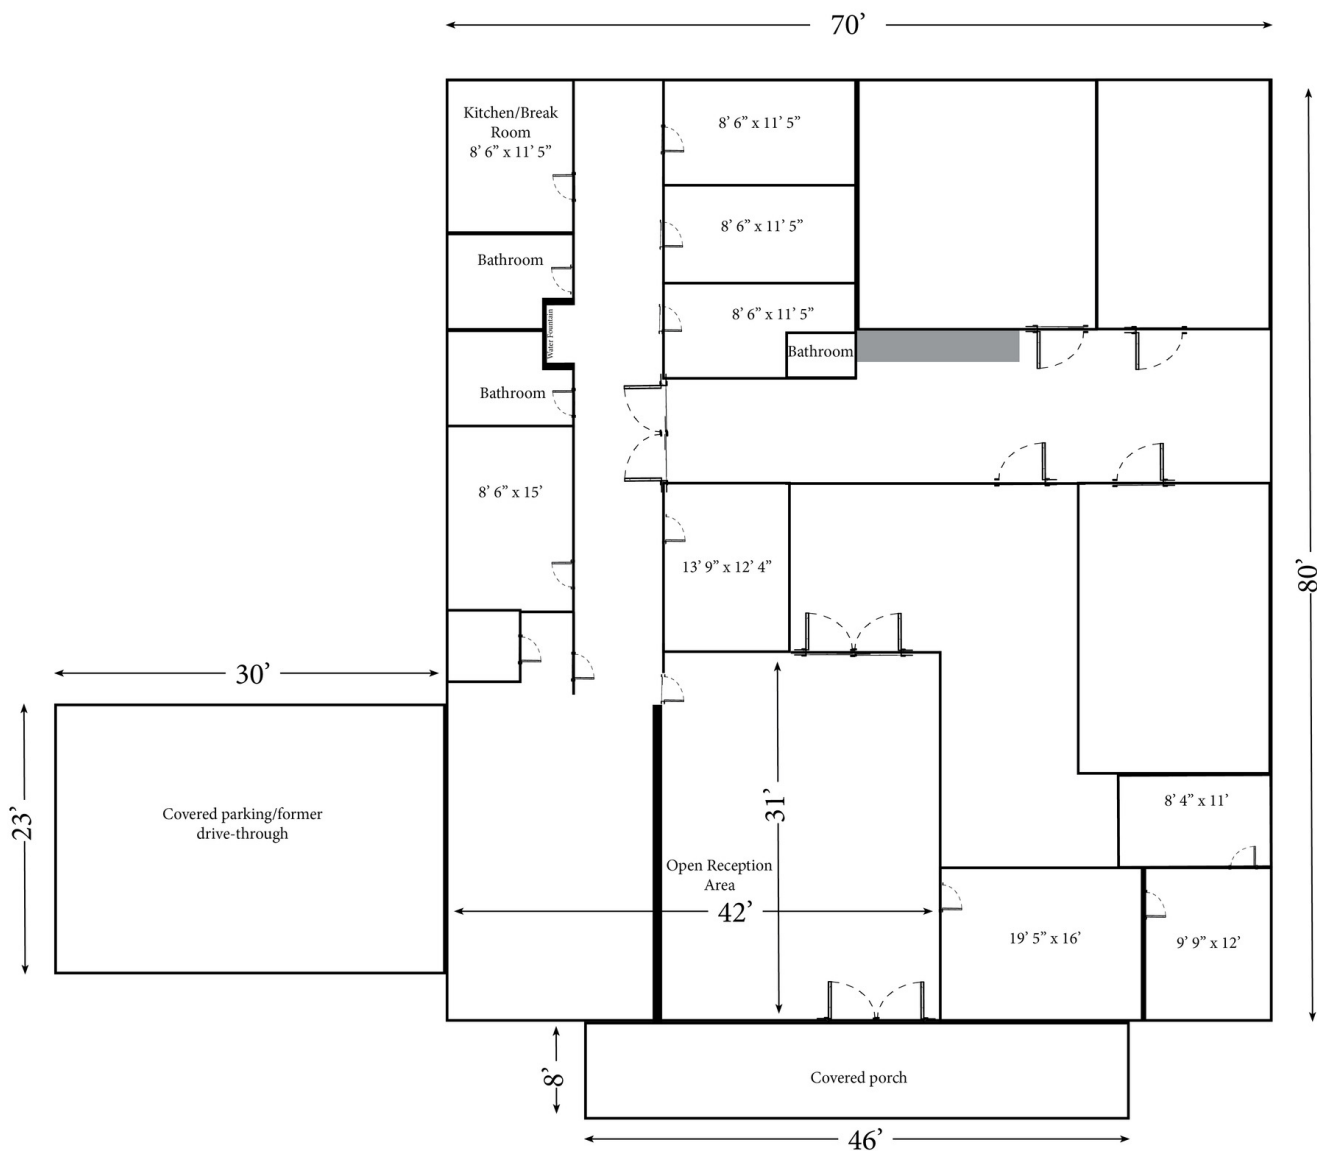 70’
Kitchen/Break
Room
8’ 6” x 11’ 5”
8’ 6” x 11’ 5”
8’ 6” x 11’ 5”
Bathroom
8’ 6” x 11’ 5”
Water Fountain
Bathroom
Bathroom
8’ 6” x 15’
13’ 9” x 12’ 4”
80’
30’
23’
Covered parking/former
drive-through
31’
8’ 4” x 11’
Open Reception
Area
42’
19’ 5” x 16’
9’ 9” x 12’
8’
Covered porch
46’